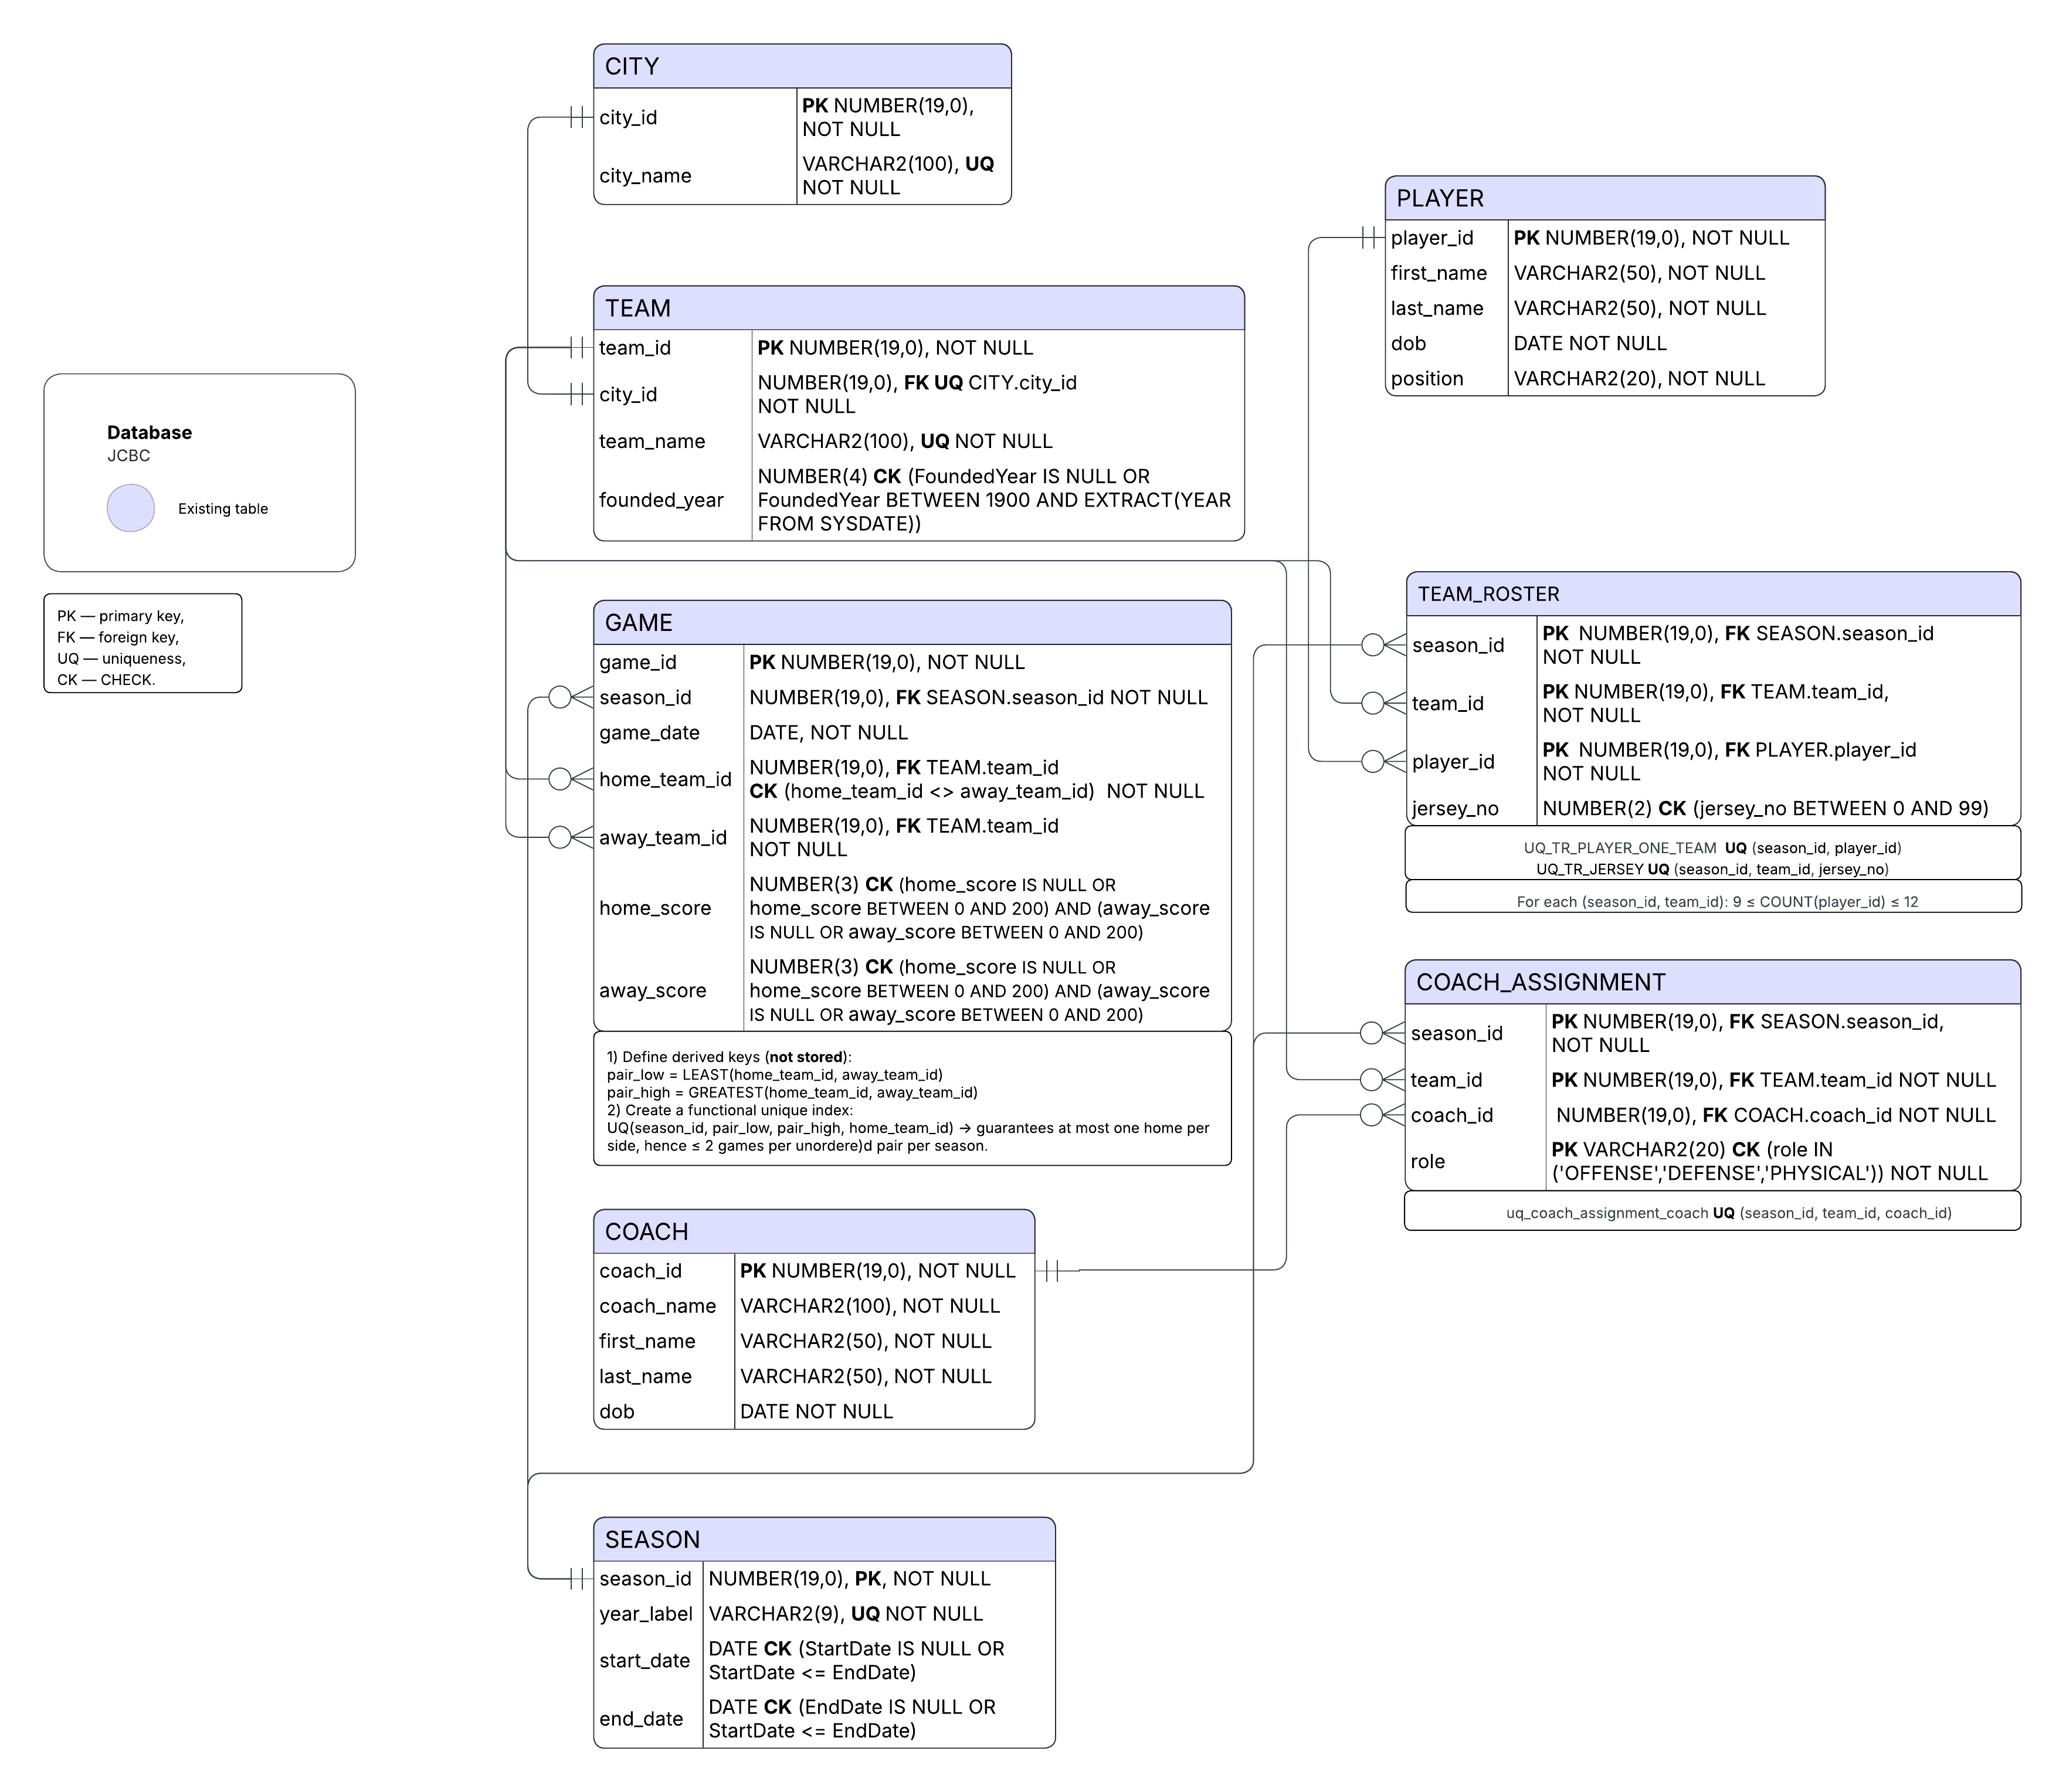 CITY
city_id
PK NUMBER(19,0),
NOT NULL
city_name
VARCHAR2(100), UQ
NOT NULL
PLAYER
player_id
PK NUMBER(19,0), NOT NULL
first_name
VARCHAR2(50), NOT NULL
last_name
VARCHAR2(50), NOT NULL
dob
DATE NOT NULL
position
VARCHAR2(20), NOT NULL
TEAM
team_id
PK NUMBER(19,0), NOT NULL
city_id
NUMBER(19,0), FK UQ CITY.city_id
NOT NULL
team_name
VARCHAR2(100), UQ NOT NULL
founded_year
NUMBER(4) CK (FoundedYear IS NULL OR
FoundedYear BETWEEN 1900 AND EXTRACT(YEAR
FROM SYSDATE))
Database
JCBC
Existing table
PK — primary key,
FK — foreign key,
UQ — uniqueness,
CK — CHECK.
GAME
game_id
PK NUMBER(19,0), NOT NULL
season_id
NUMBER(19,0), FK SEASON.season_id NOT NULL
game_date
DATE, NOT NULL
home_team_id
NUMBER(19,0), FK TEAM.team_id
CK (home_team_id <> away_team_id)  NOT NULL
away_team_id
NUMBER(19,0), FK TEAM.team_id
NOT NULL
home_score
NUMBER(3) CK (home_score IS NULL OR
home_score BETWEEN 0 AND 200) AND (away_score
IS NULL OR away_score BETWEEN 0 AND 200)
away_score
NUMBER(3) CK (home_score IS NULL OR
home_score BETWEEN 0 AND 200) AND (away_score
IS NULL OR away_score BETWEEN 0 AND 200)
1) Define derived keys (not stored):
pair_low = LEAST(home_team_id, away_team_id)
pair_high = GREATEST(home_team_id, away_team_id)
2) Create a functional unique index:
UQ(season_id, pair_low, pair_high, home_team_id) → guarantees at most one home per
side, hence ≤ 2 games per unordere)d pair per season.
TEAM_ROSTER
season_id
PK  NUMBER(19,0), FK SEASON.season_id
NOT NULL
team_id
PK NUMBER(19,0), FK TEAM.team_id,
NOT NULL
player_id
PK  NUMBER(19,0), FK PLAYER.player_id
NOT NULL
jersey_no
NUMBER(2) CK (jersey_no BETWEEN 0 AND 99)
UQ_TR_PLAYER_ONE_TEAM  UQ (season_id, player_id)
UQ_TR_JERSEY UQ (season_id, team_id, jersey_no)
For each (season_id, team_id): 9 ≤ COUNT(player_id) ≤ 12
COACH_ASSIGNMENT
season_id
PK NUMBER(19,0), FK SEASON.season_id,
NOT NULL
team_id
PK NUMBER(19,0), FK TEAM.team_id NOT NULL
coach_id
NUMBER(19,0), FK COACH.coach_id NOT NULL
role
PK VARCHAR2(20) CK (role IN
('OFFENSE','DEFENSE','PHYSICAL')) NOT NULL
uq_coach_assignment_coach UQ (season_id, team_id, coach_id)
COACH
coach_id
PK NUMBER(19,0), NOT NULL
coach_name
VARCHAR2(100), NOT NULL
first_name
VARCHAR2(50), NOT NULL
last_name
VARCHAR2(50), NOT NULL
dob
DATE NOT NULL
SEASON
season_id
NUMBER(19,0), PK, NOT NULL
year_label
VARCHAR2(9), UQ NOT NULL
start_date
DATE CK (StartDate IS NULL OR
StartDate <= EndDate)
end_date
DATE CK (EndDate IS NULL OR
StartDate <= EndDate)